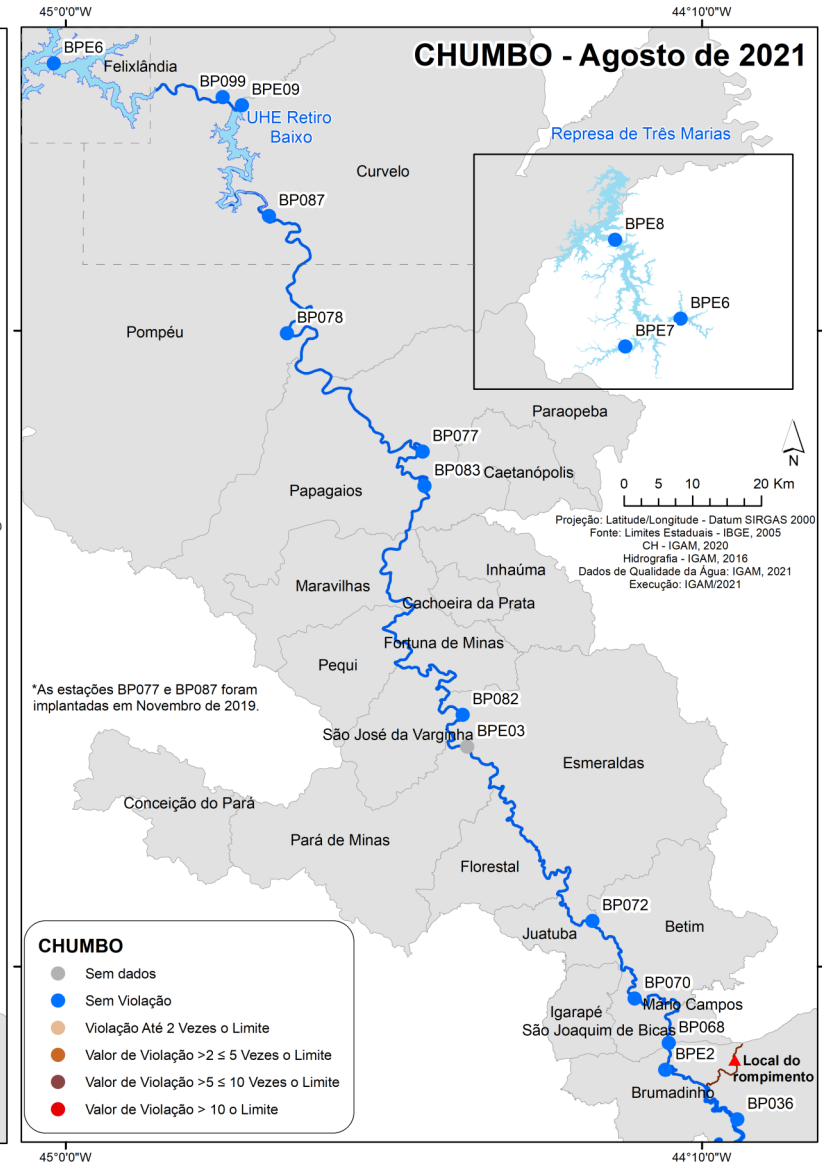 45°0'0"W
44°10'0"W
CHUMBO - Agosto de 2021
BPE6
Felixlândia
BP099
BPE09
UHE Retiro
Baixo
Represa de Três Marias
Curvelo
BP087
BPE8
BPE6
BPE7
BP078
Pompéu
Paraopeba
N
BP077
BP083
Caetanópolis
Papagaios
0 5 10 20 Km
Projeção: Latitude/Longitude - Datum SIRGAS 2000
Fonte: Limites Estaduais - IBGE, 2005
CH - IGAM, 2020
Hidrografia - IGAM, 2016
Dados de Qualidade da Água: IGAM, 2021
Execução: IGAM/2021
Inhaúma
Maravilhas
Cachoeira da Prata
Fortuna de Minas
Pequi
*As estações BP077 e BP087 foram
implantadas em Novembro de 2019.
BP082
São José da Varginha
BPE03
Esmeraldas
Conceição do Pará
Pará de Minas
Florestal
BP072
Juatuba
Betim
BP070
Mário Campos
Igarapé
São Joaquim de Bicas
BP068
BPE2
Local do
rompimento
Brumadinho
BP036
CHUMBO
Sem dados
Sem Violação
Violação Até 2 Vezes o Limite
Valor de Violação >2 ≤ 5 Vezes o Limite
Valor de Violação >5 ≤ 10 Vezes o Limite
Valor de Violação > 10 o Limite
45°0'0"W
44°10'0"W